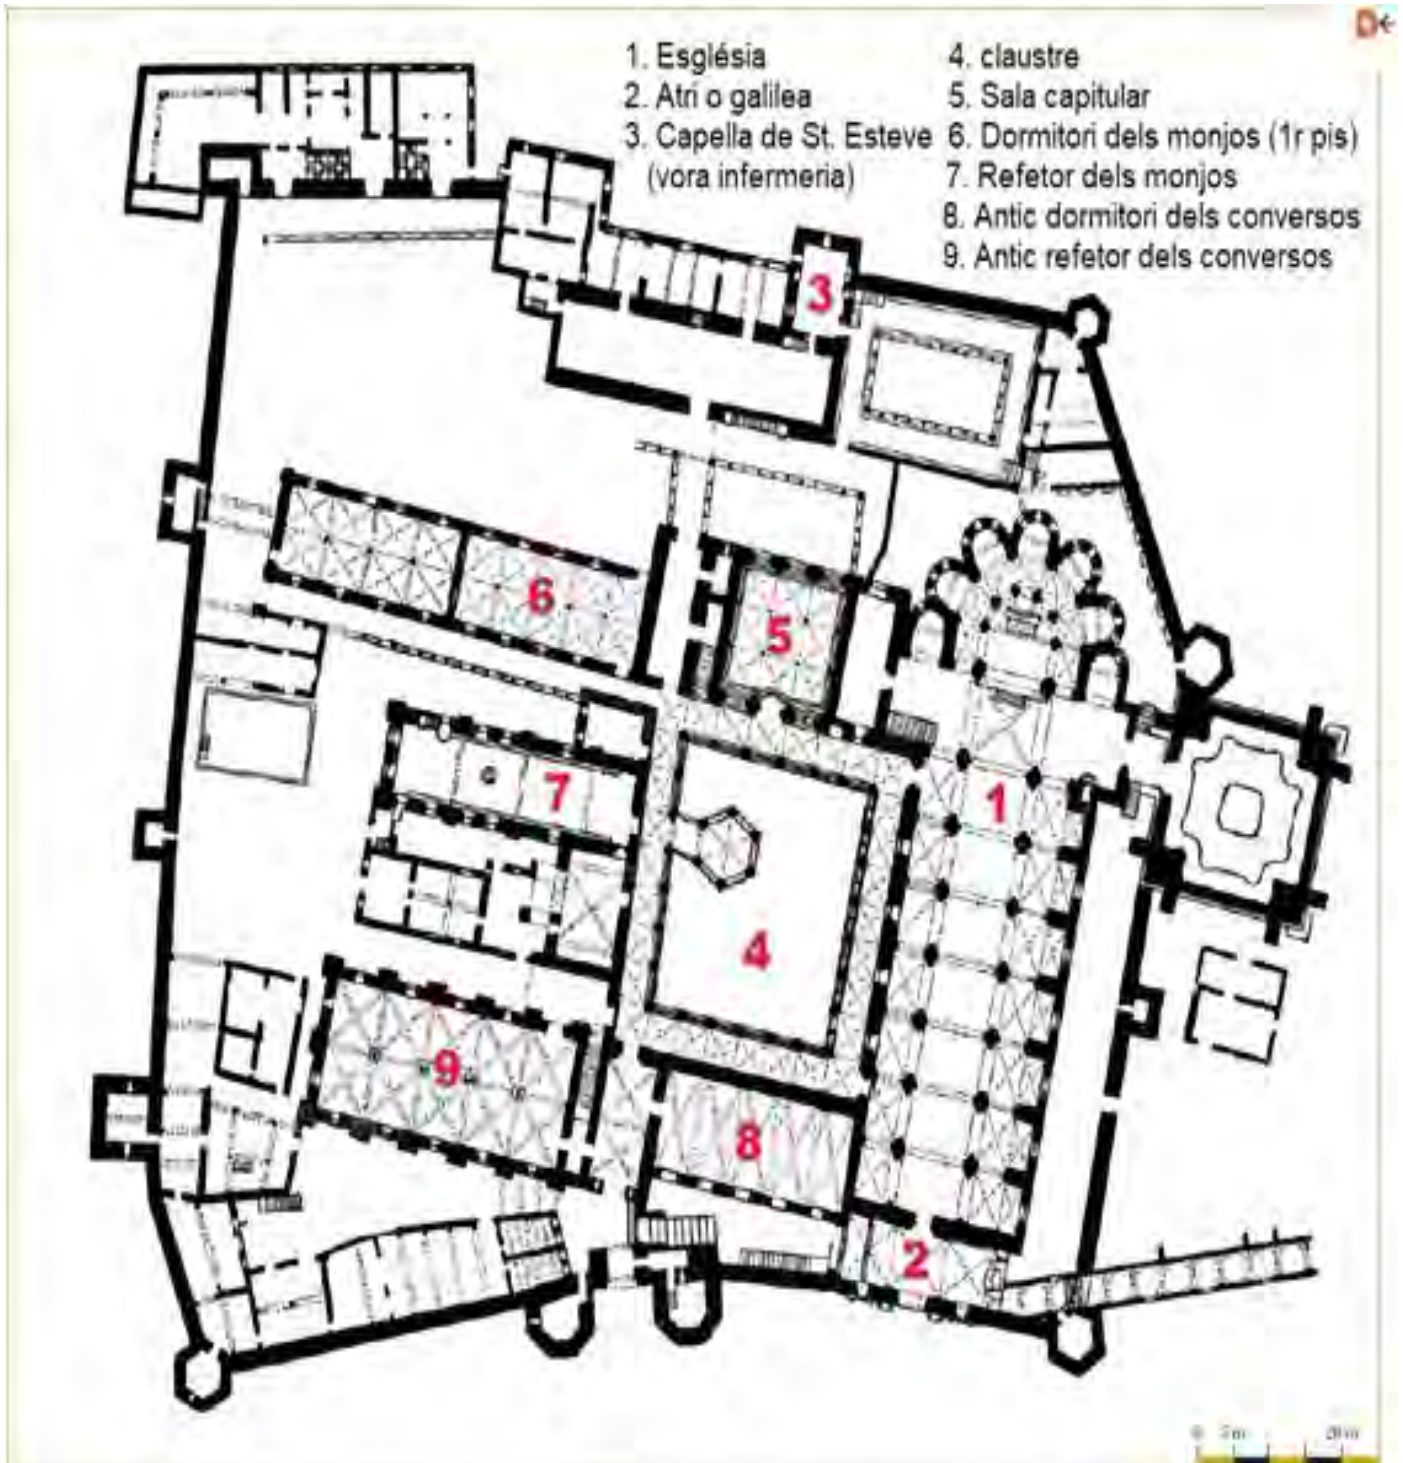 1. Església
2. Atri o galilea
3. Capella de St. Esteve
(vora infermeria)
4. claustre
5. Sala capitular
6. Dormitori dels monjos (1r pis)
7. Refetor dels monjos
8. Antic dormitori dels conversos
9. Antic refetor dels conversos
D
3
6
5
7
1
4
9
8
2
0